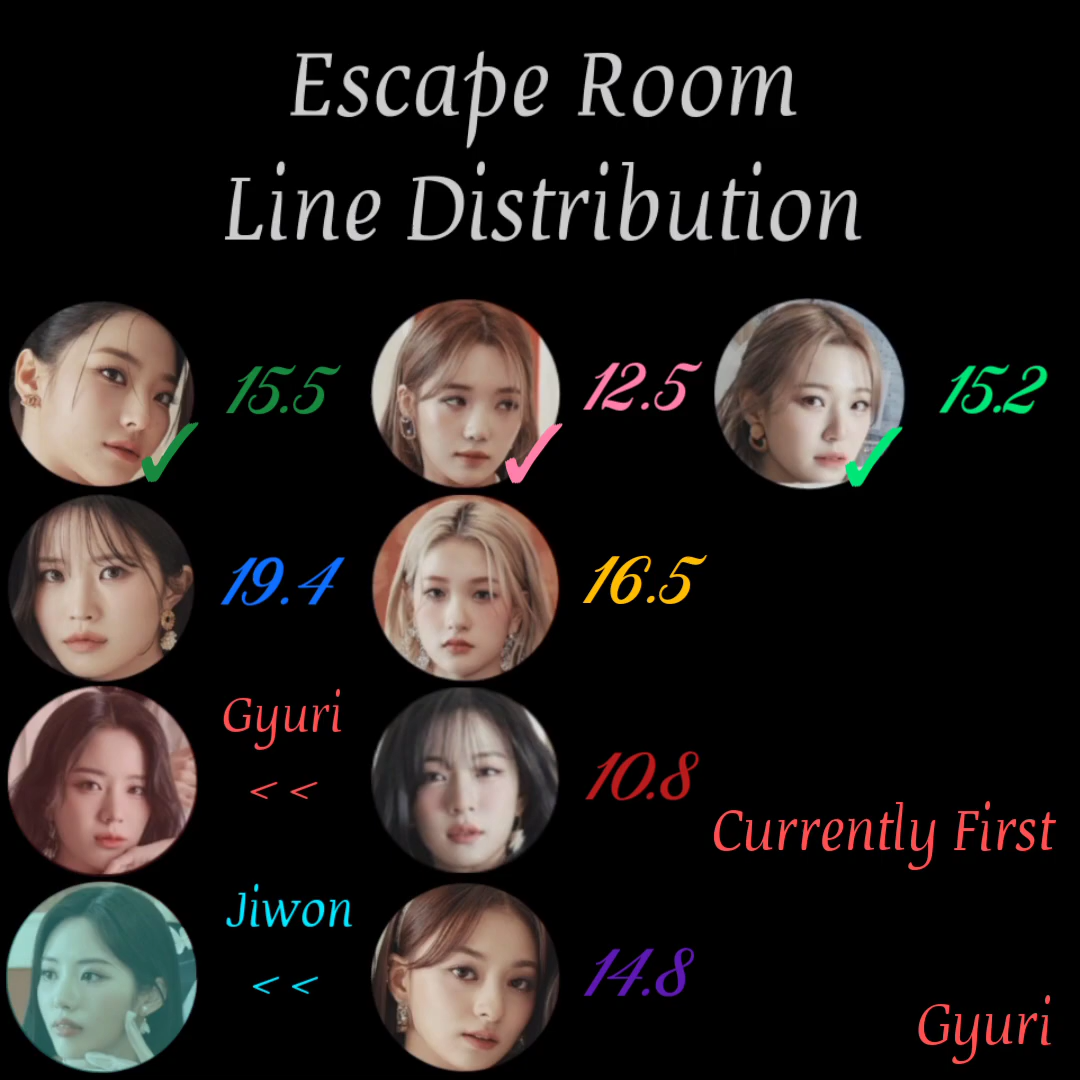 Escape Room
Line Distribution
15.5
12.5
15.2
19.4
16.5
Gyuri
<<
10.8
Currently First
Jiwon
<<
14.8
Gyuri